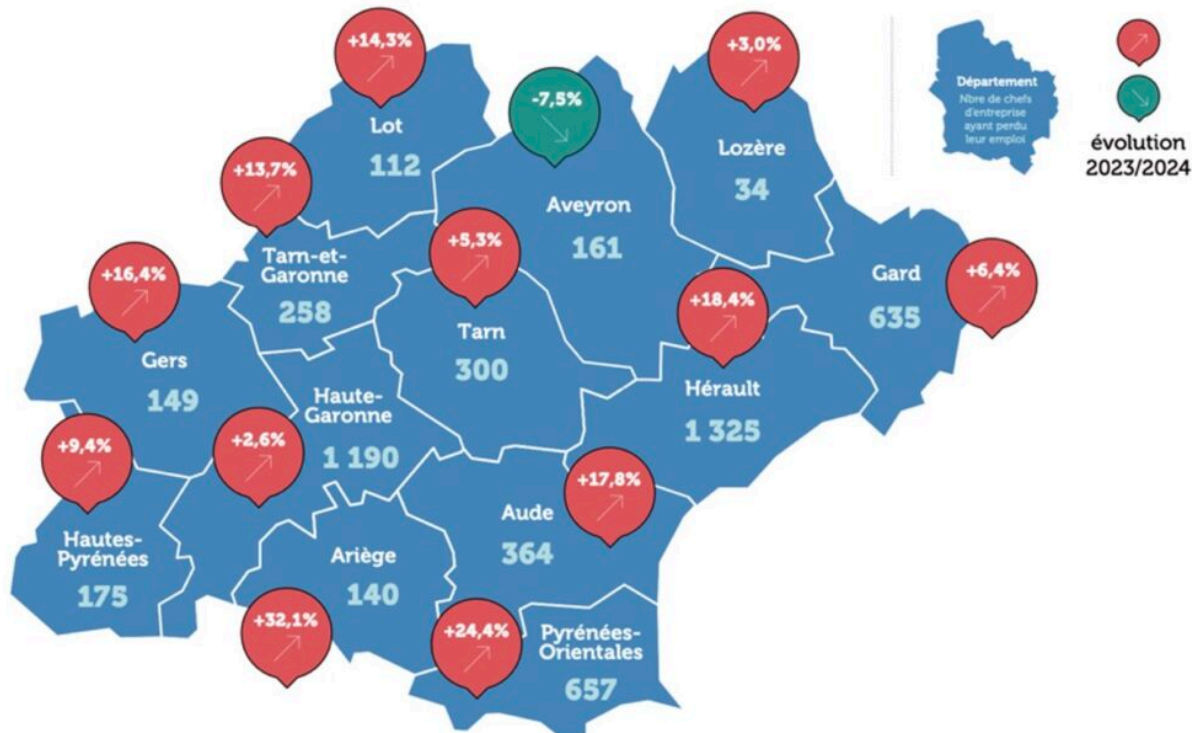 +14,3%
Lot
112
-7,5%
Aveyron
161
+3,0%
Lozère
34
Département
Nbre de chefs
d'entreprise
ayant perdu
leur emploi
évolution
2023/2024
+13,7%
Tarn-et-
Garonne
258
+5,3%
Tarn
300
+16,4%
Gers
149
+18,4%
Hérault
1 325
Gard
635
+6,4%
Haute-
Garonne
1 190
+2,6%
+9,4%
Hautes-
Pyrénées
175
+17,8%
Aude
364
Ariège
140
+32,1%
+24,4%
Pyrénées-
Orientales
657